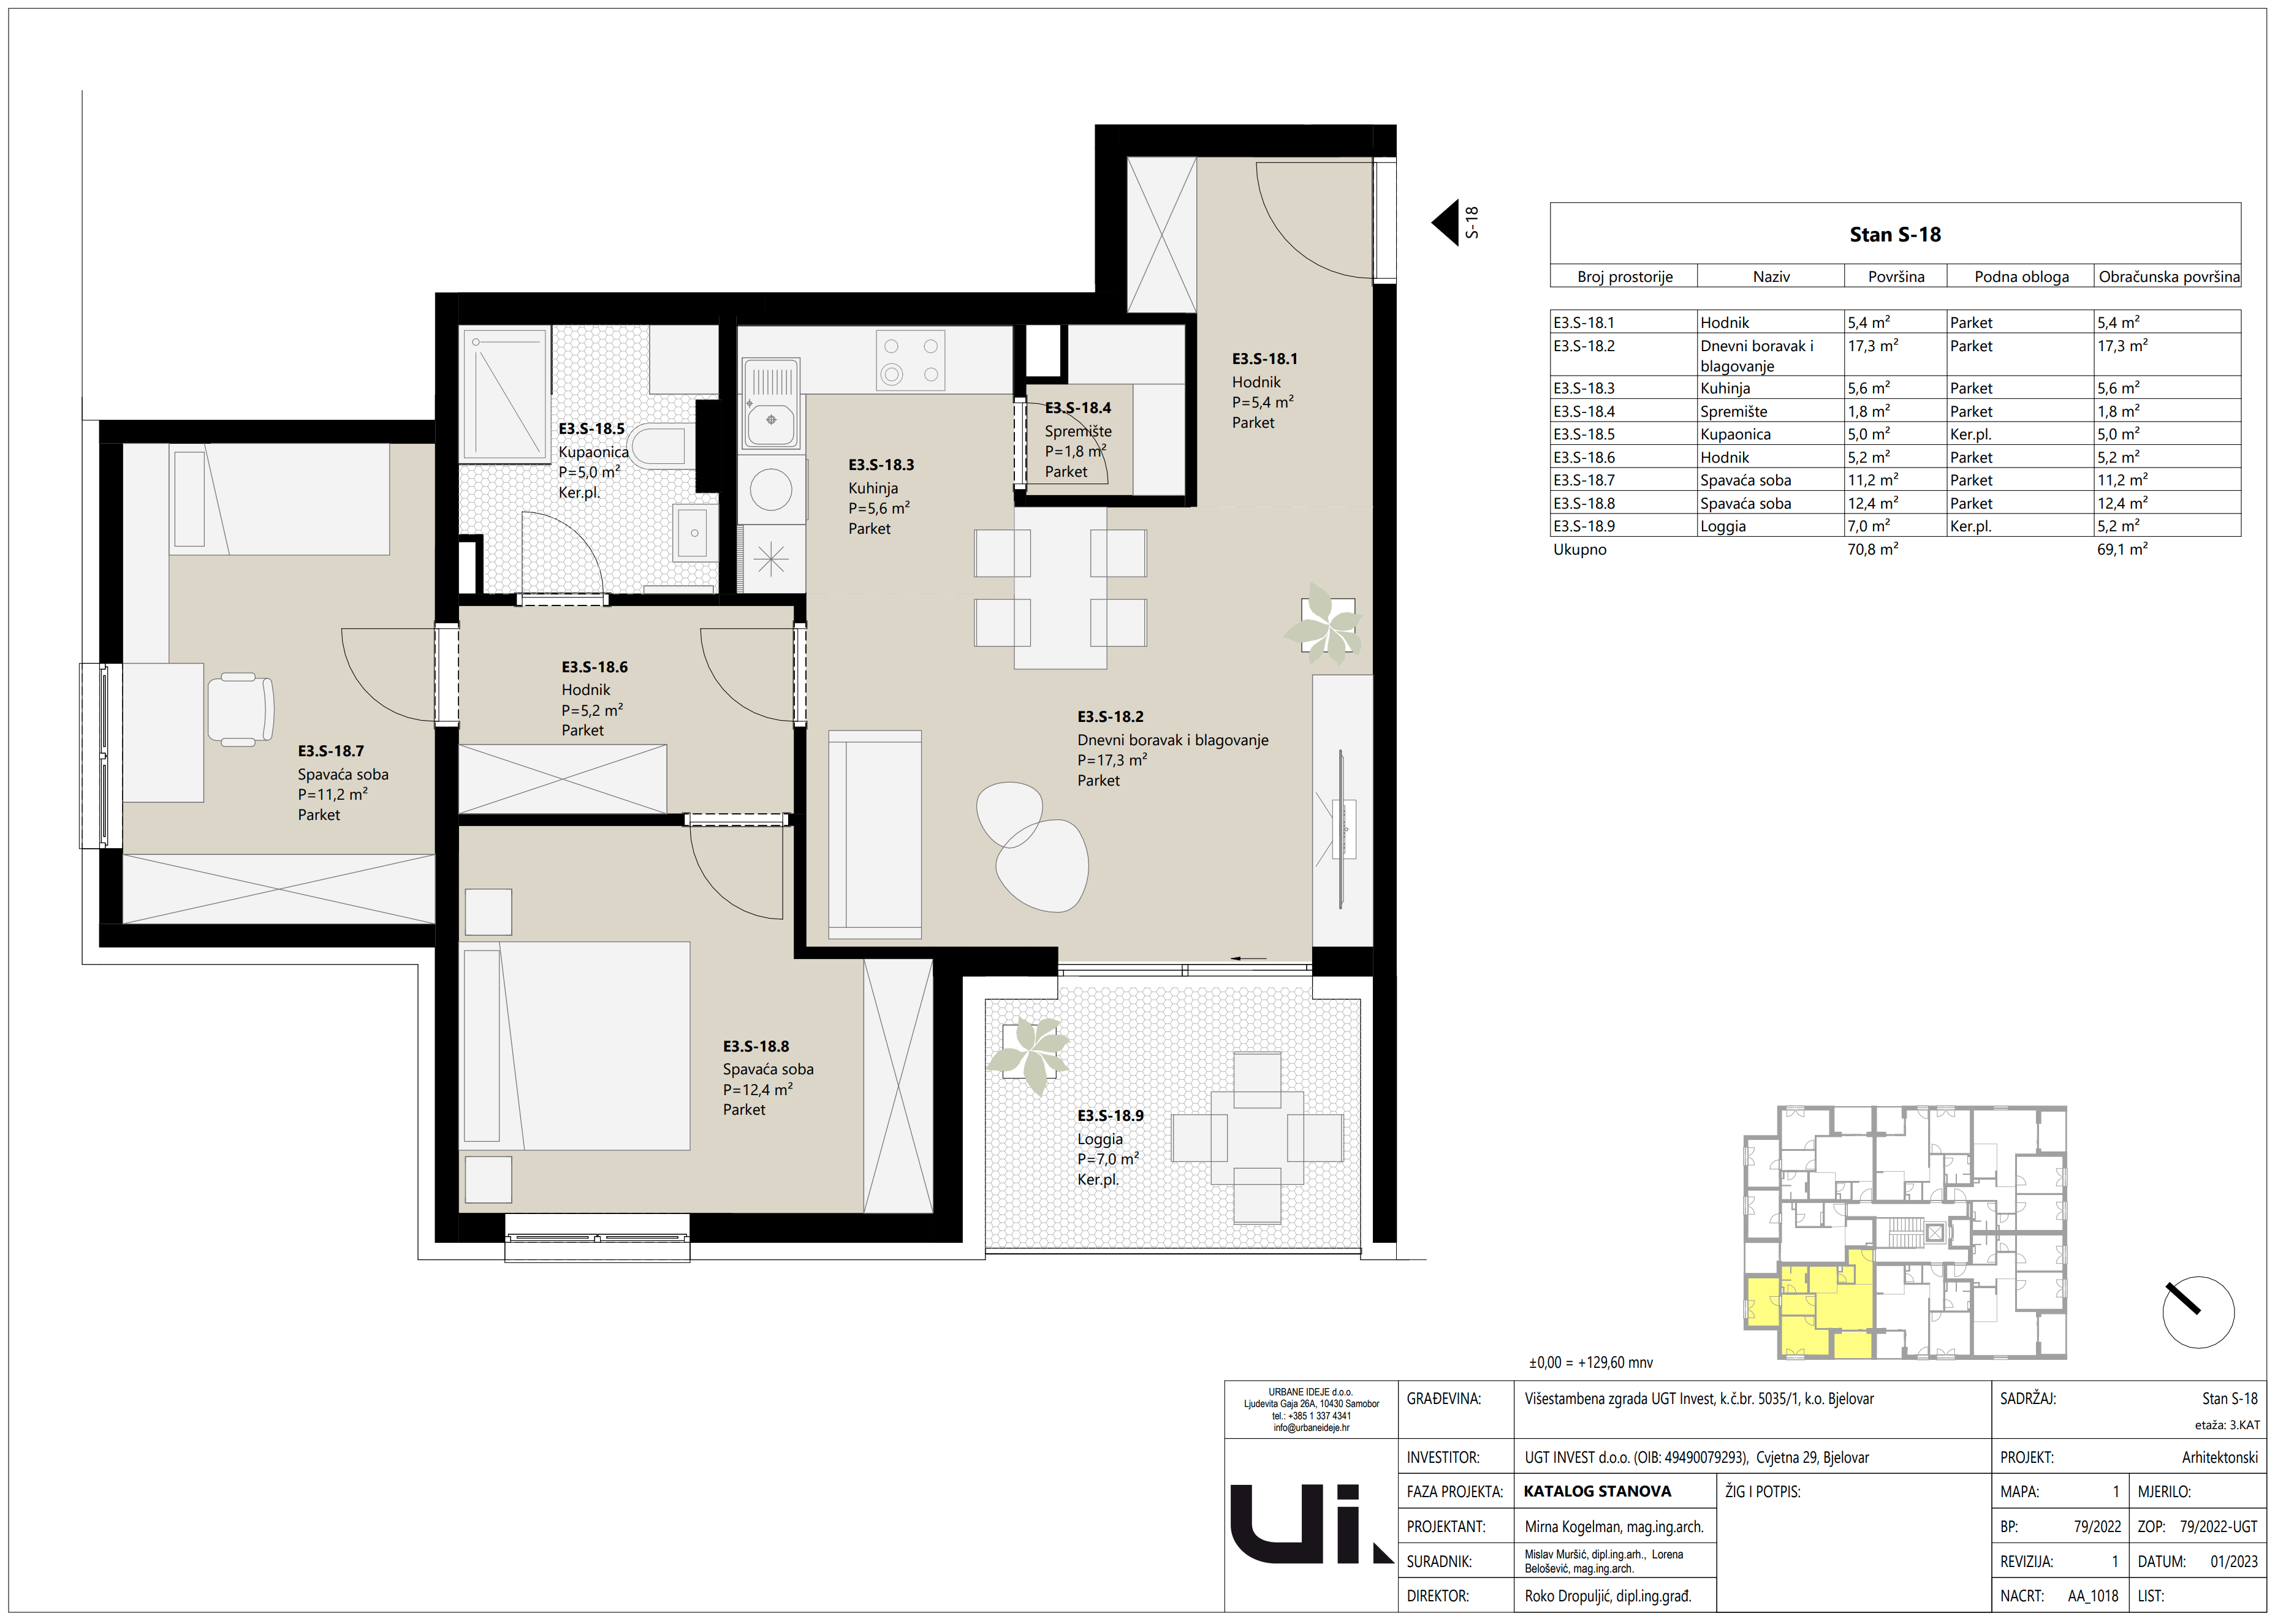 S-18
Stan S-18
Broj prostorije Naziv Površina Podna obloga Obračunska površina
E3.S-18.1 Hodnik 5,4 m² Parket 5,4 m²
E3.S-18.2 Dnevni boravak i 17,3 m² Parket 17,3 m²
blagovanje
E3.S-18.3 Kuhinja 5,6 m² Parket 5,6 m²
E3.S-18.4 Spremište 1,8 m² Parket 1,8 m²
E3.S-18.5 Kupaonica 5,0 m² Ker.pl. 5,0 m²
E3.S-18.6 Hodnik 5,2 m² Parket 5,2 m²
E3.S-18.7 Spavaća soba 11,2 m² Parket 11,2 m²
E3.S-18.8 Spavaća soba 12,4 m² Parket 12,4 m²
E3.S-18.9 Loggia 7,0 m² Ker.pl. 5,2 m²
Ukupno 70,8 m² 69,1 m²
E3.S-18.1
Hodnik
P=5,4 m²
Parket
E3.S-18.4
Spremište
P=1,8 m²
Parket
E3.S-18.5
Kupaonica
P=5,0 m²
Ker.pl.
E3.S-18.3
Kuhinja
P=5,6 m²
Parket
E3.S-18.6
Hodnik
P=5,2 m²
Parket
E3.S-18.2
Dnevni boravak i blagovanje
P=17,3 m²
Parket
E3.S-18.7
Spavaća soba
P=11,2 m²
Parket
E3.S-18.8
Spavaća soba
P=12,4 m²
Parket
E3.S-18.9
Loggia
P=7,0 m²
Ker.pl.
±0,00 = +129,60 mnv
URBANE IDEJE d.o.o.
Ljudevita Gaja 26A, 10430 Samobor
tel.: +385 1 337 4341
info@urbaneideje.hr
ui
GRAĐEVINA: Višestambena zgrada UGT Invest, k.č.br. 5035/1, k.o. Bjelovar
INVESTITOR: UGT INVEST d.o.o. (OIB: 49490079293), Cvjetna 29, Bjelovar
FAZA PROJEKTA: KATALOG STANOVA
ŽIG I POTPIS:
PROJEKTANT: Mirna Kogelman, mag.ing.arch.
SURADNIK: Mislav Muršić, dipl.ing.arh., Lorena
Belošević, mag.ing.arch.
DIREKTOR: Roko Dropuljić, dipl.ing.građ.
SADRŽAJ: Stan S-18
etaža: 3.KAT
PROJEKT: Arhitektonski
MAPA: 1 MJERILO:
BP: 79/2022 ZOP: 79/2022-UGT
REVIZIJA: 1 DATUM: 01/2023
NACRT: AA_1018 LIST: